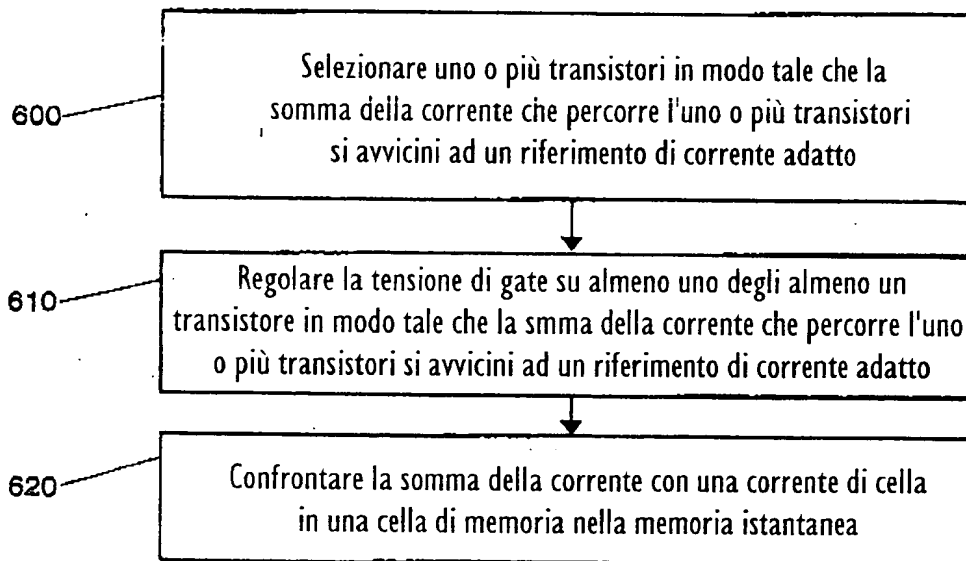 600
Selezionare uno o più transistori in modo tale che la
somma della corrente che percorre l'uno o più transistori
si avvicini ad un riferimento di corrente adatto
610
Regolare la tensione di gate su almeno uno degli almeno un
transistore in modo tale che la smma della corrente che percorre l'uno
o più transistori si avvicini ad un riferimento di corrente adatto
620
Confrontare la somma della corrente con una corrente di cella
in una cella di memoria nella memoria istantanea